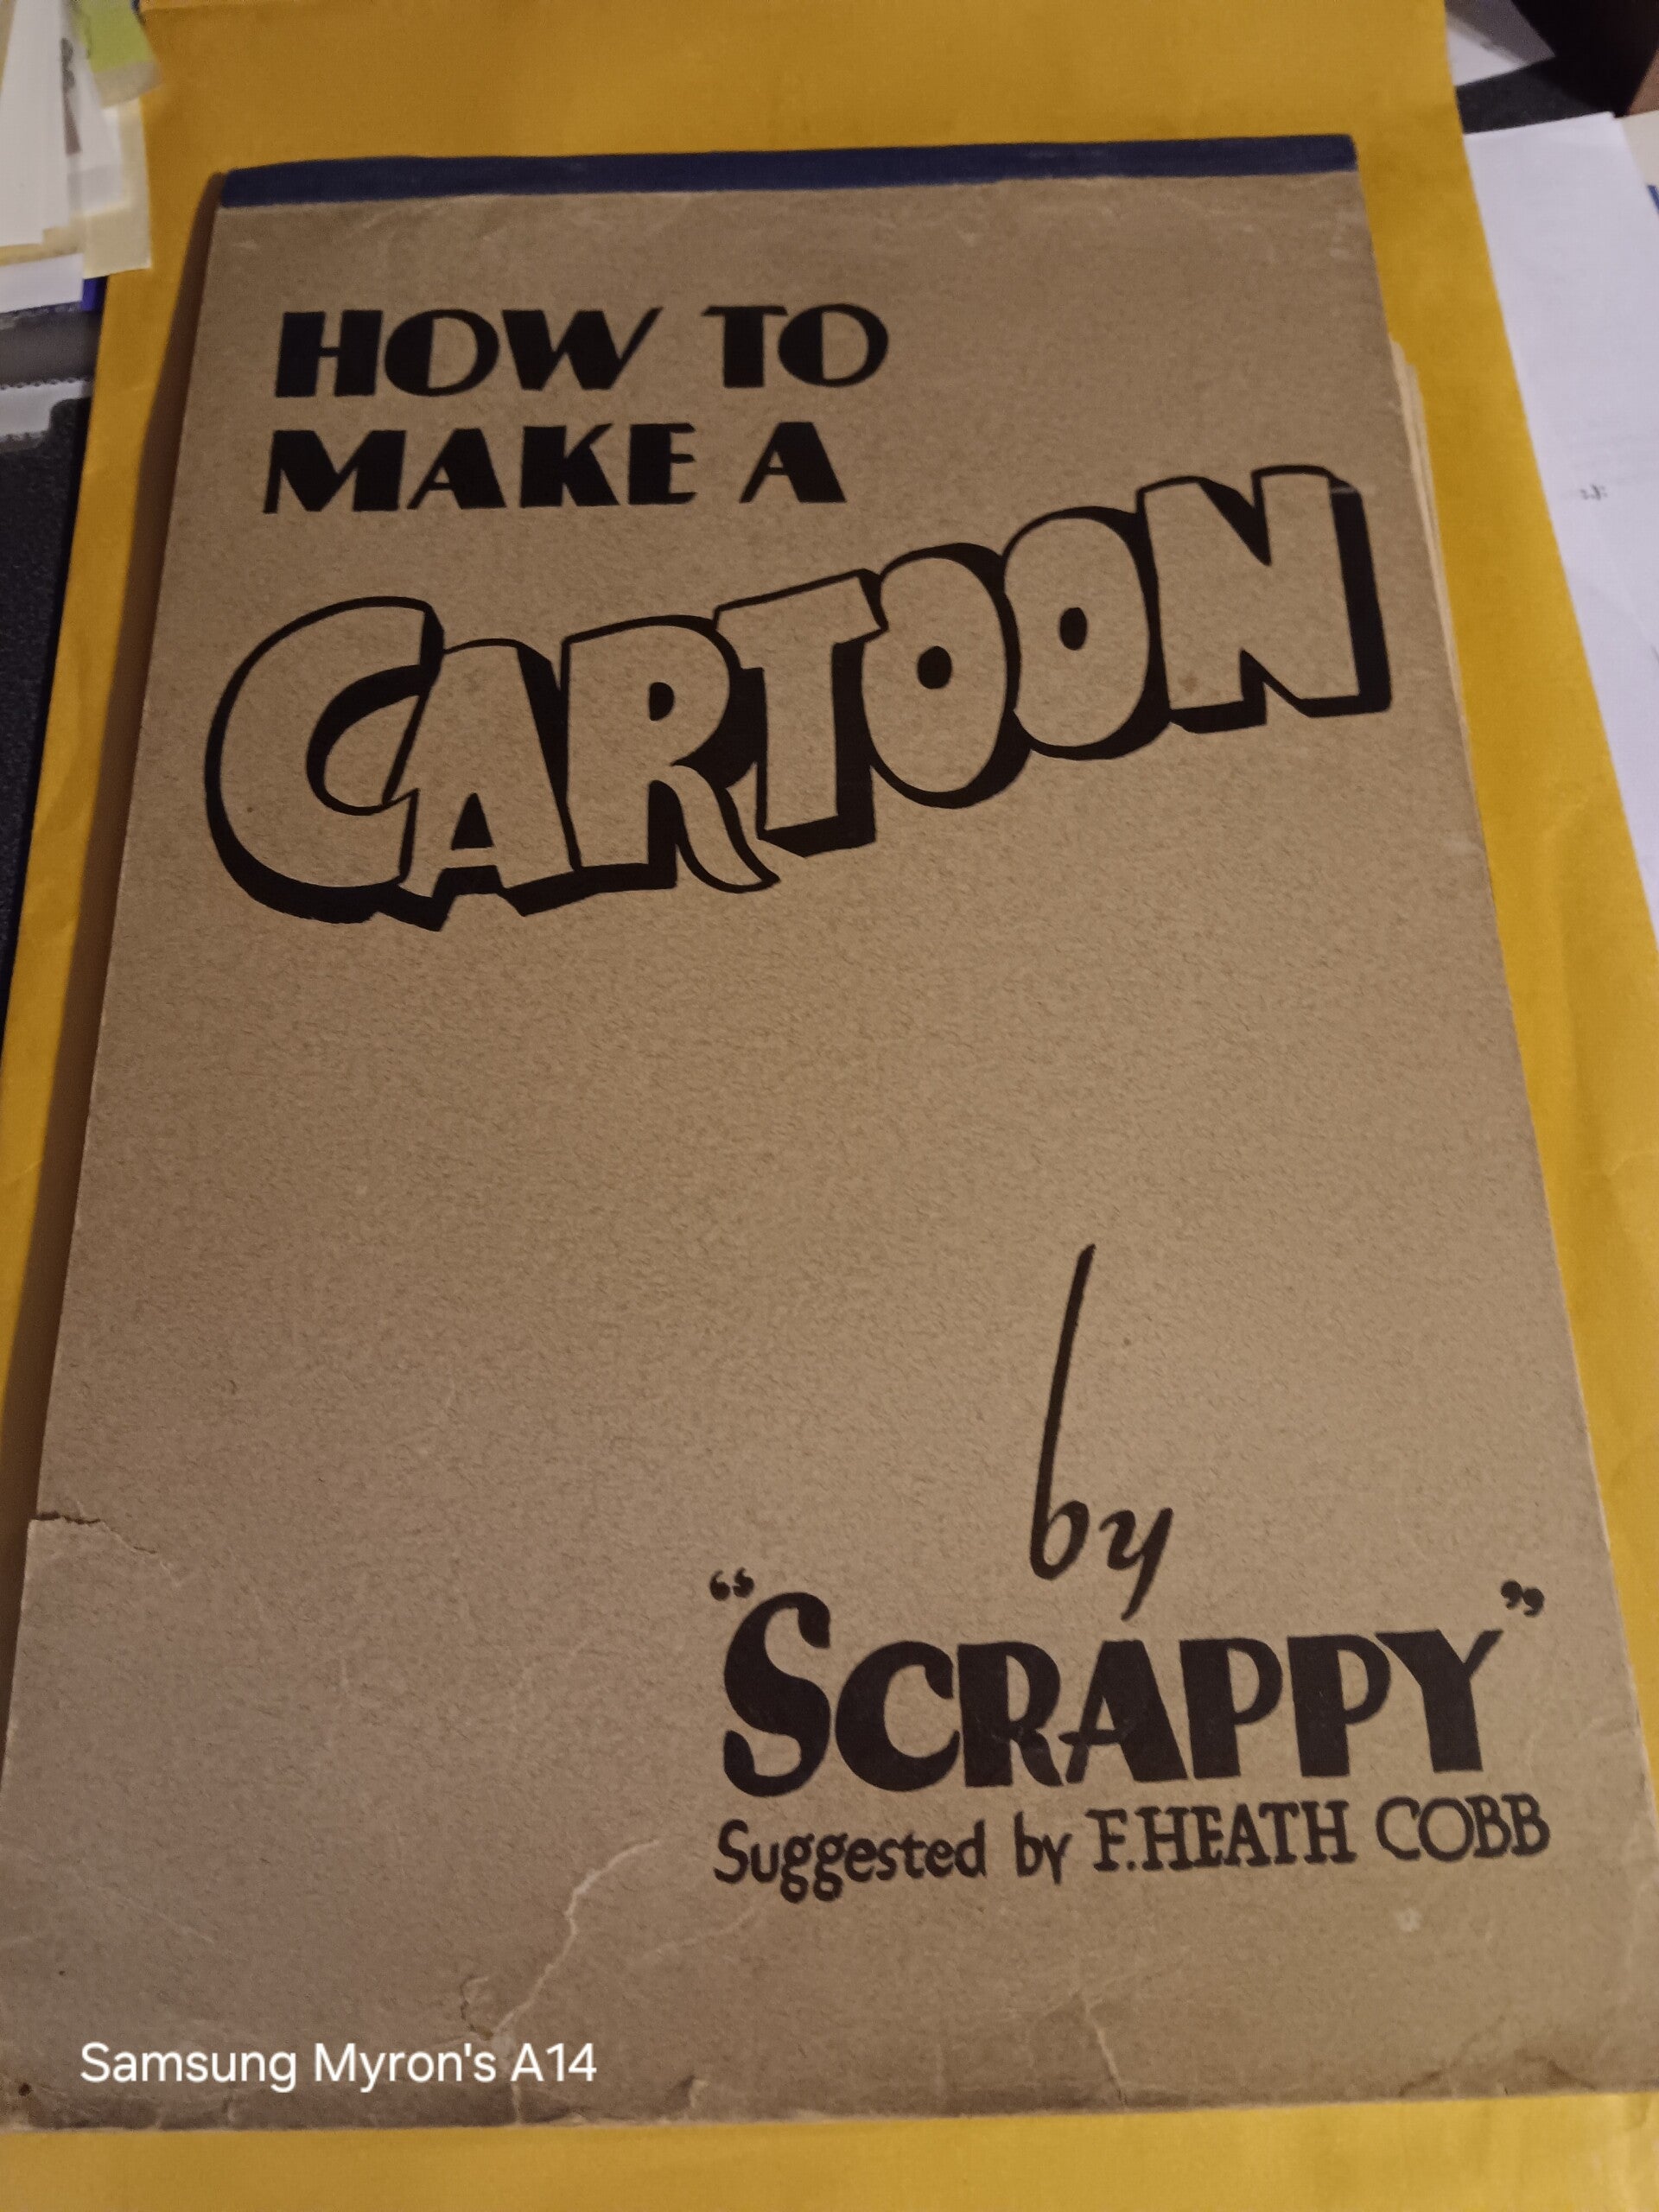 HOW TO
MAKE A
CARTOON
by
“SCRAPPY”
Suggested by F. HEATH COBB
Samsung Myron's A14